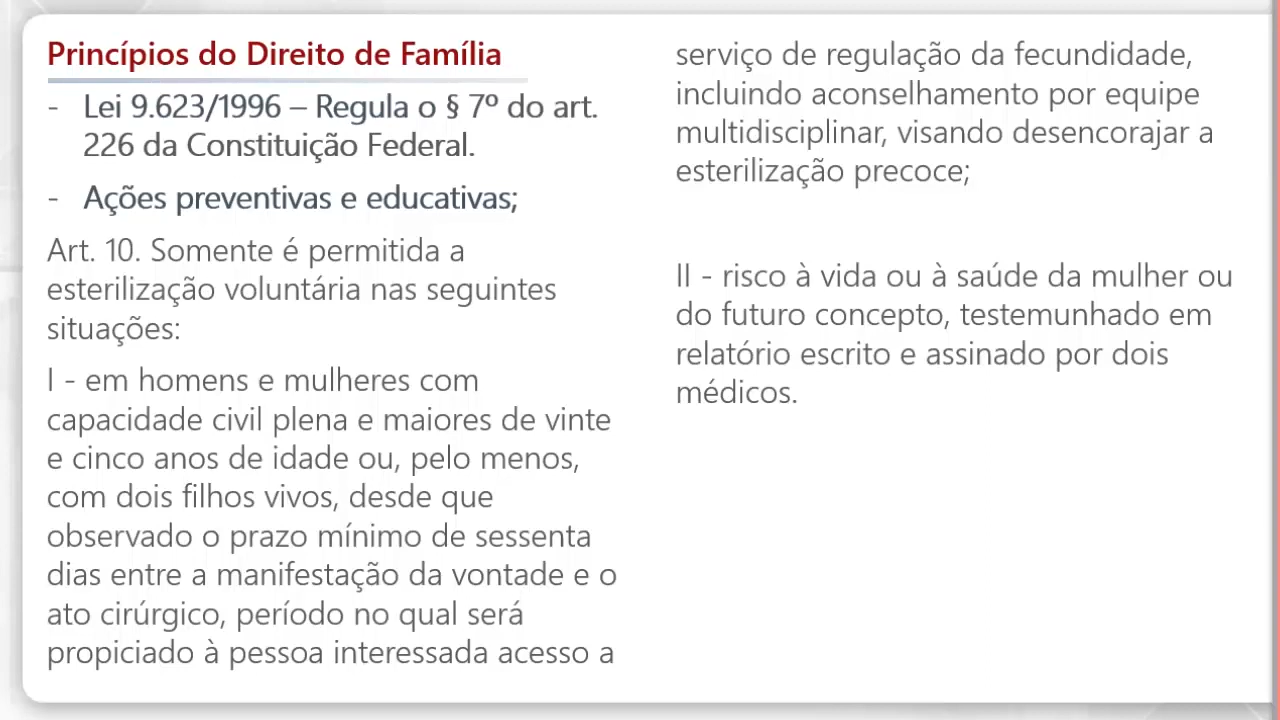 Princípios do Direito de Família
- Lei 9.623/1996 – Regula o § 7º do art.
226 da Constituição Federal.
- Ações preventivas e educativas;
Art. 10. Somente é permitida a
esterilização voluntária nas seguintes
situações:
I - em homens e mulheres com
capacidade civil plena e maiores de vinte
e cinco anos de idade ou, pelo menos,
com dois filhos vivos, desde que
observado o prazo mínimo de sessenta
dias entre a manifestação da vontade e o
ato cirúrgico, período no qual será
propiciado à pessoa interessada acesso a
serviço de regulação da fecundidade,
incluindo aconselhamento por equipe
multidisciplinar, visando desencorajar a
esterilização precoce;
II - risco à vida ou à saúde da mulher ou
do futuro concepto, testemunhado em
relatório escrito e assinado por dois
médicos.